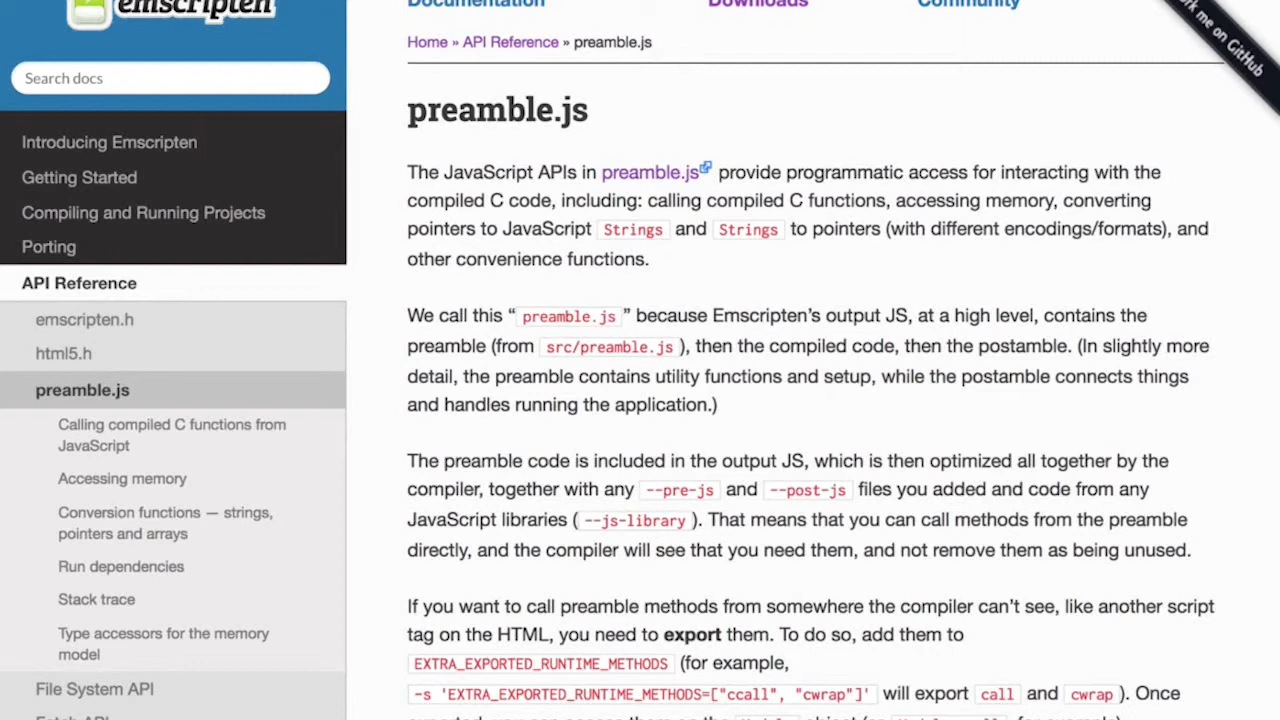 emscripten
Documentation
Downloads
Community
rk me on GitHub
Home » API Reference » preamble.js
Search docs
Introducing Emscripten
Getting Started
Compiling and Running Projects
Porting
API Reference
emscripten.h
html5.h
preamble.js
Calling compiled C functions from
JavaScript
Accessing memory
Conversion functions — strings,
pointers and arrays
Run dependencies
Stack trace
Type accessors for the memory
model
File System API
Fetch API
preamble.js
The JavaScript APIs in preamble.js provide programmatic access for interacting with the
compiled C code, including: calling compiled C functions, accessing memory, converting
pointers to JavaScript Strings and Strings to pointers (with different encodings/formats), and
other convenience functions.
We call this “preamble.js” because Emscripten’s output JS, at a high level, contains the
preamble (from src/preamble.js), then the compiled code, then the postamble. (In slightly more
detail, the preamble contains utility functions and setup, while the postamble connects things
and handles running the application.)
The preamble code is included in the output JS, which is then optimized all together by the
compiler, together with any --pre-js and --post-js files you added and code from any
JavaScript libraries (--js-library). That means that you can call methods from the preamble
directly, and the compiler will see that you need them, and not remove them as being unused.
If you want to call preamble methods from somewhere the compiler can’t see, like another script
tag on the HTML, you need to export them. To do so, add them to
EXTRA_EXPORTED_RUNTIME_METHODS (for example,
-s 'EXTRA_EXPORTED_RUNTIME_METHODS=["ccall", "cwrap"]' will export call and cwrap). Once